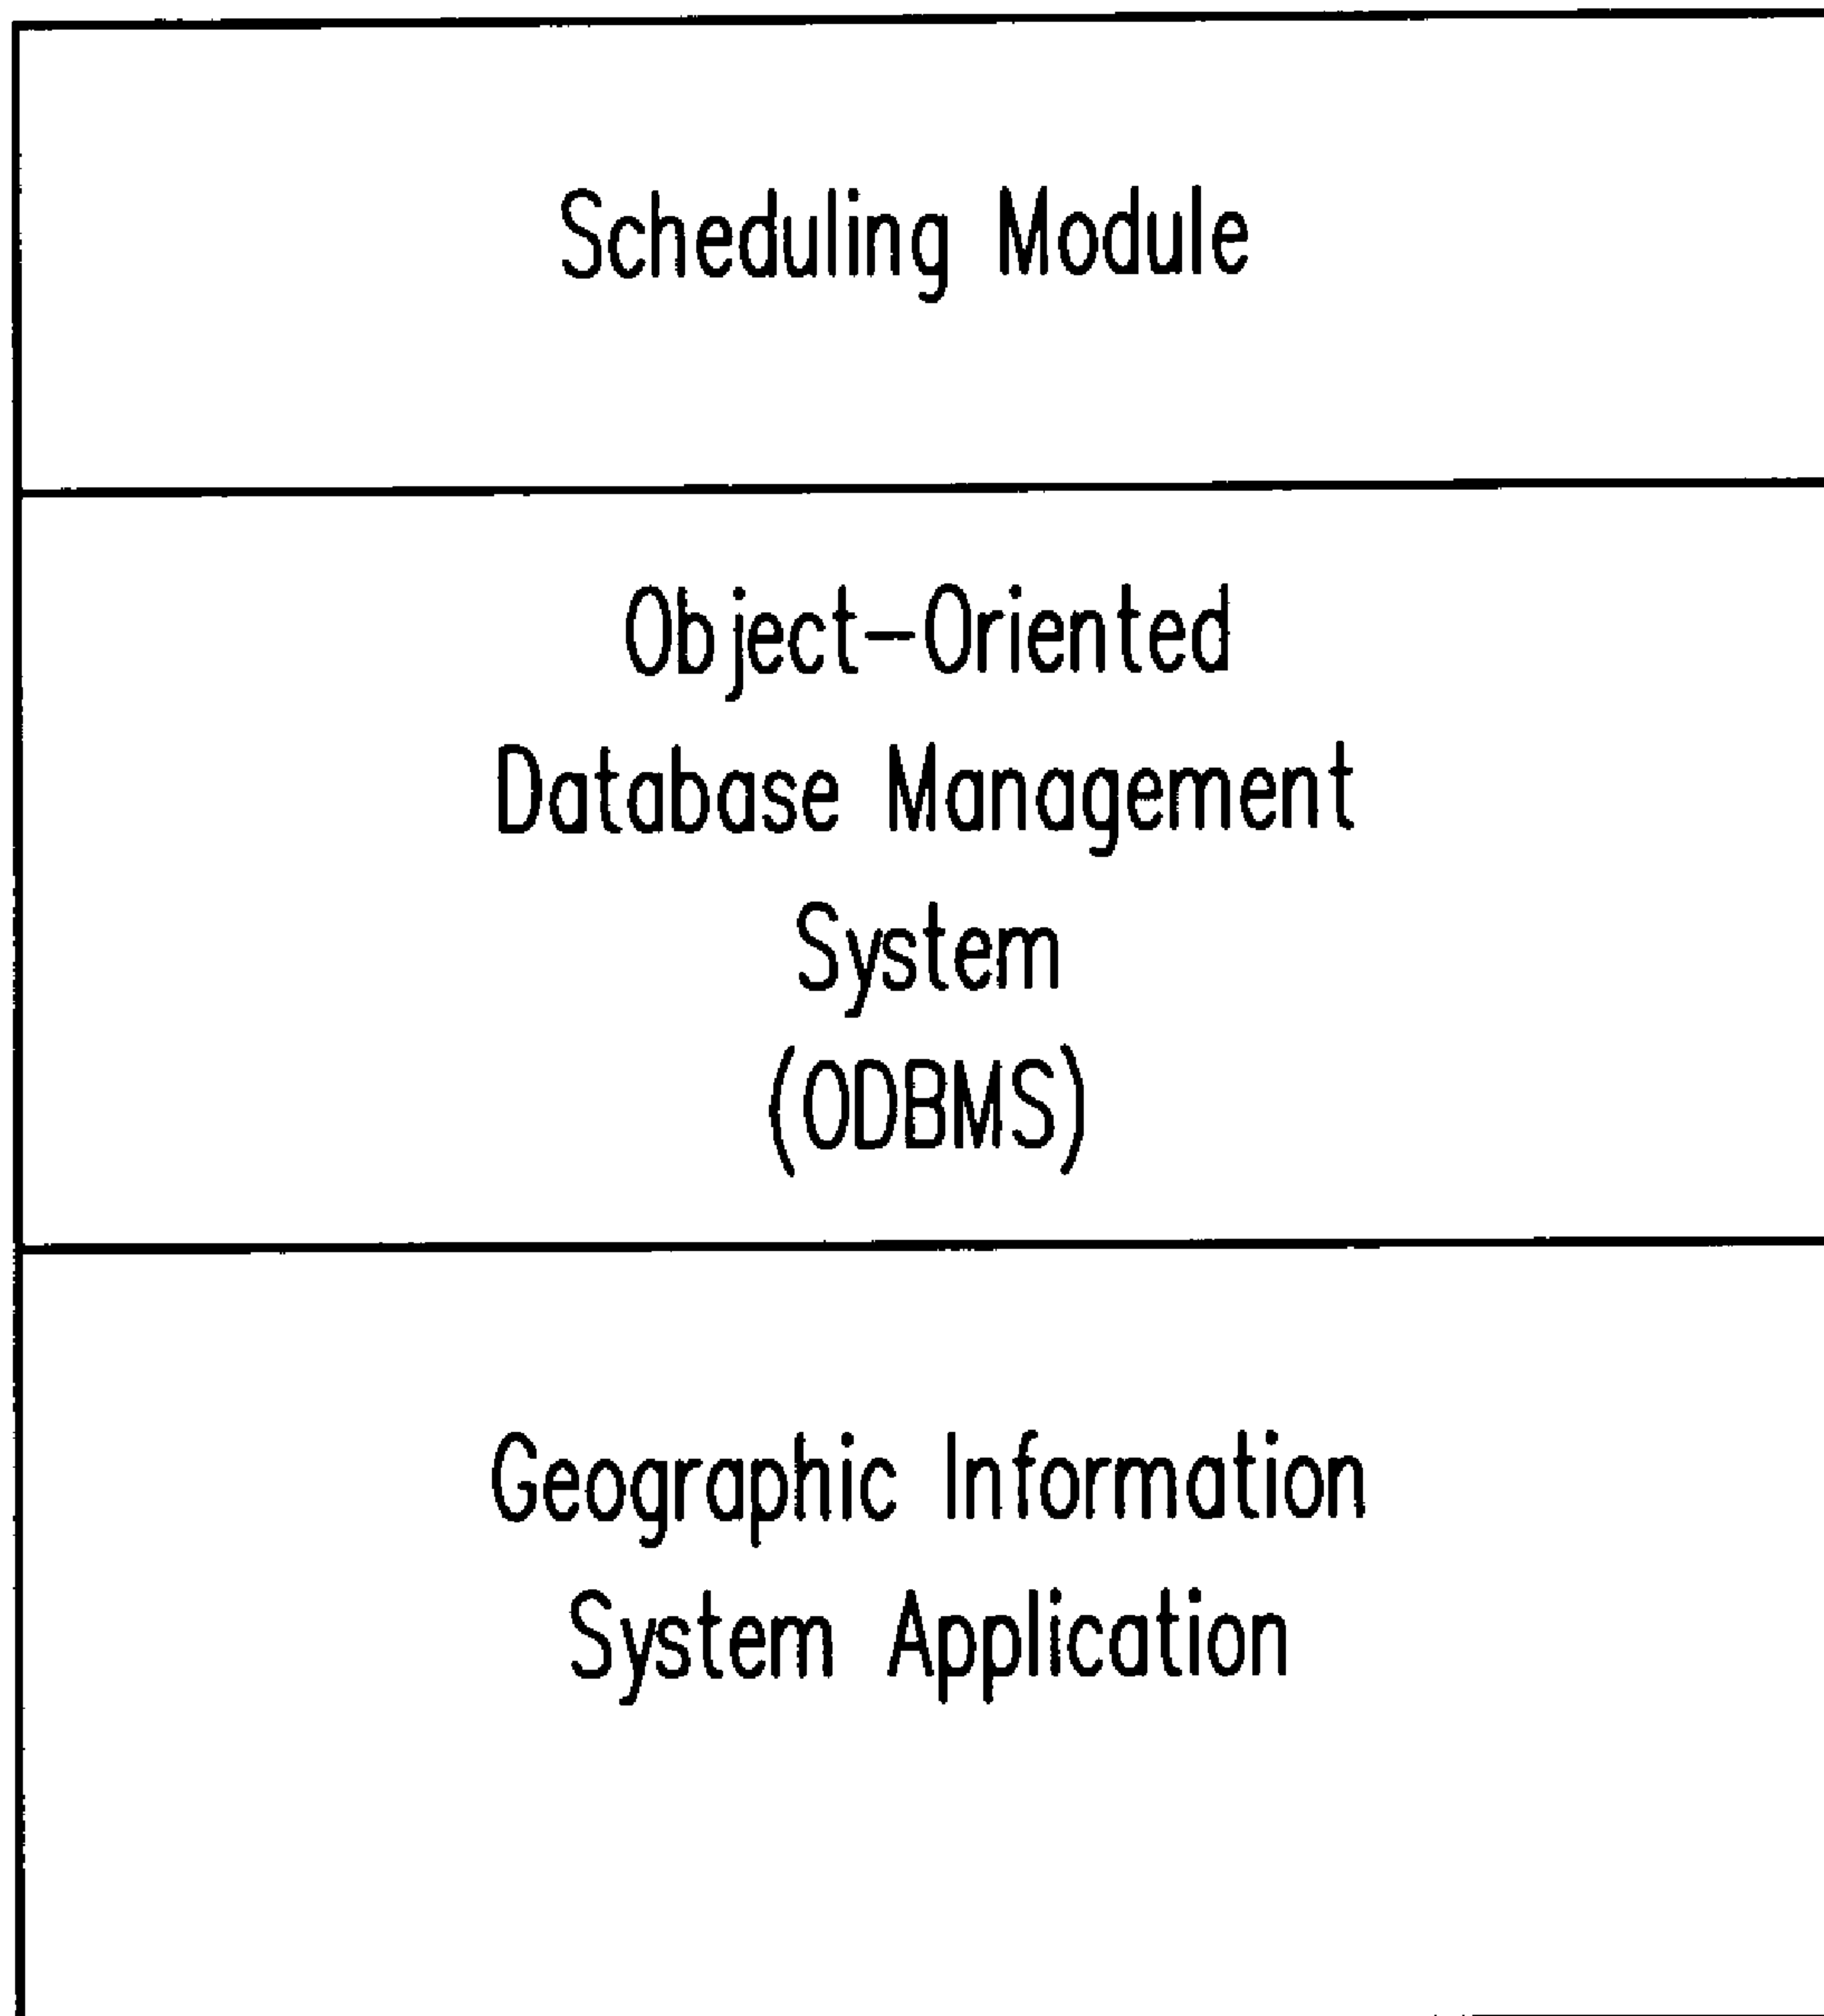 Scheduling Module
Object-Oriented
Database Management
System
(ODBMS)
Geographic Information
System Application